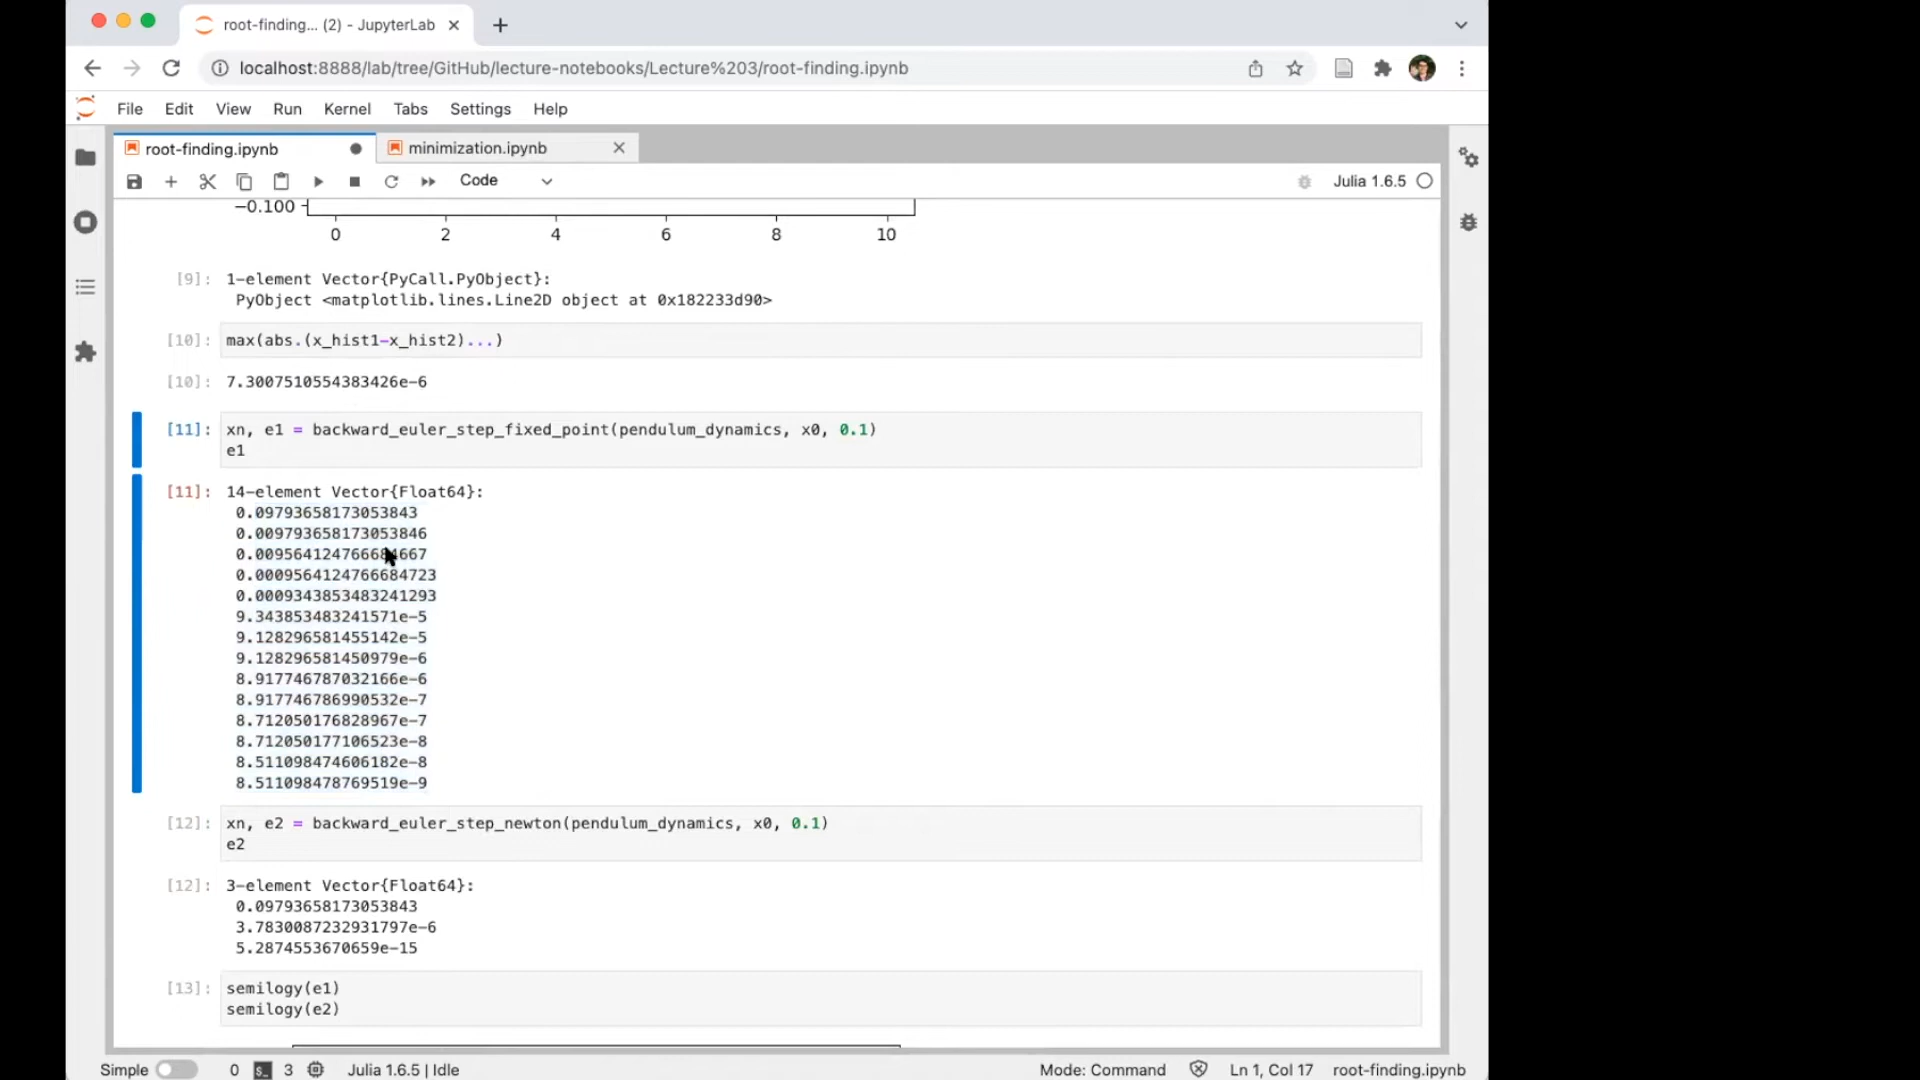 root-finding... (2) - JupyterLab
localhost:8888/lab/tree/GitHub/lecture-notebooks/Lecture%203/root-finding.ipynb
File Edit View Run Kernel Tabs Settings Help
root-finding.ipynb minimization.ipynb
Code Julia 1.6.5
−0.100
0 2 4 6 8 10
[9]: 1-element Vector{PyCall.PyObject}:
PyObject <matplotlib.lines.Line2D object at 0x182233d90>
[10]: max(abs.(x_hist1-x_hist2)...)
[10]: 7.3007510554383426e-6
[11]: xn, e1 = backward_euler_step_fixed_point(pendulum_dynamics, x0, 0.1)
e1
[11]: 14-element Vector{Float64}:
0.09793658173053843
0.009793658173053846
0.009564124766684667
0.0009564124766684723
0.0009343853483241293
9.343853483241571e-5
9.128296581455142e-5
9.128296581450979e-6
8.917746787032166e-6
8.917746786990532e-7
8.712050176828967e-7
8.712050177106523e-8
8.511098474606182e-8
8.511098478769519e-9
[12]: xn, e2 = backward_euler_step_newton(pendulum_dynamics, x0, 0.1)
e2
[12]: 3-element Vector{Float64}:
0.09793658173053843
3.7830087232931797e-6
5.2874553670659e-15
[13]: semilogy(e1)
semilogy(e2)
Simple 0 3 Julia 1.6.5 | Idle Mode: Command Ln 1, Col 17 root-finding.ipynb